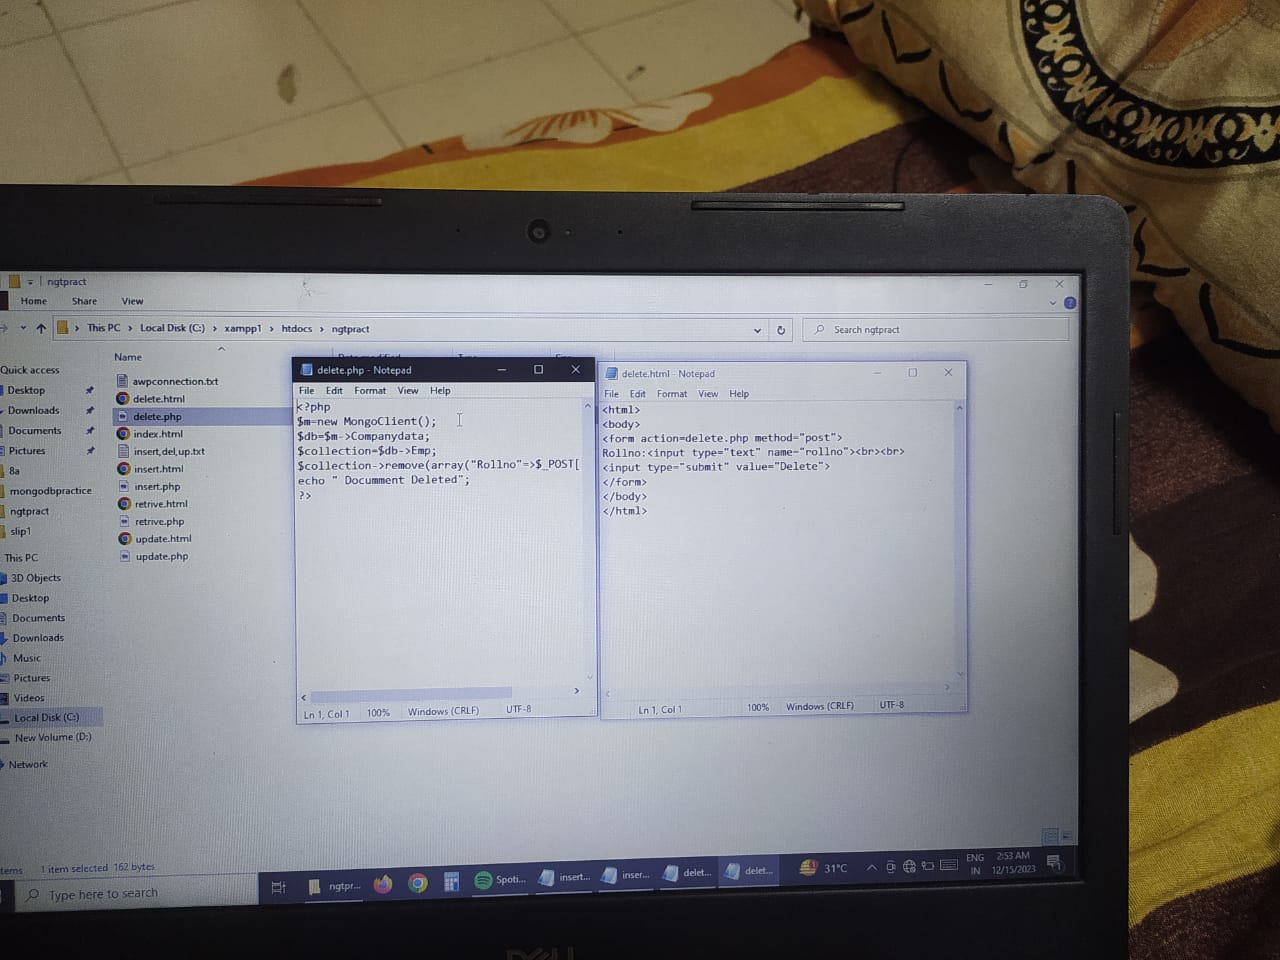 ngtpract
Home Share View
This PC > Local Disk (C:) > xampp1 > htdocs > ngtpract
Search ngtpract
Name
Quick access
Desktop
Downloads
Documents
Pictures
8a
mongodbpractice
ngtpract
slip1
This PC
3D Objects
Desktop
Documents
Downloads
Music
Pictures
Videos
Local Disk (C:)
New Volume (D:)
Network
awpconnection.txt
delete.html
delete.php
index.html
insert,del,up.txt
insert.html
insert.php
retrive.html
retrive.php
update.html
update.php
delete.php - Notepad
File Edit Format View Help
<?php
$m=new MongoClient();
$db=$m->Companydata;
$collection=$db->Emp;
$collection->remove(array("Rollno"=>$_POST[
echo " Documment Deleted";
?>
Ln 1, Col 1 100% Windows (CRLF) UTF-8
delete.html - Notepad
File Edit Format View Help
<html>
<body>
<form action=delete.php method="post">
Rollno:<input type="text" name="rollno"><br><br>
<input type="submit" value="Delete">
</form>
</body>
</html>
Ln 1, Col 1 100% Windows (CRLF) UTF-8
1 item selected 162 bytes
Type here to search
ngtpr... Spoti... insert... inser... delet... delet...
31°C
ENG
IN
2:53 AM
12/15/2023
DELL